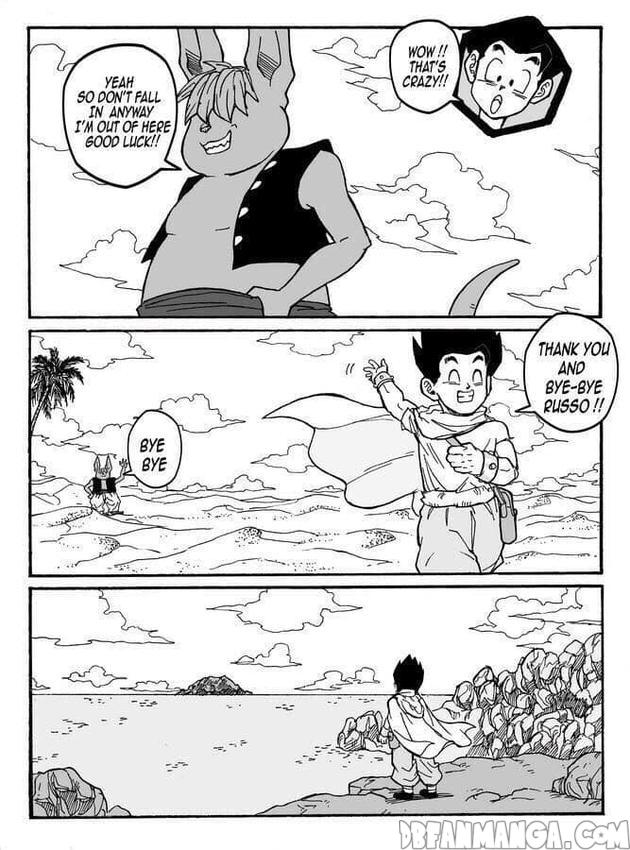 WOW !!
THAT'S
CRAZY!!
YEAH
SO DON'T FALL
IN ANYWAY
I'M OUT OF HERE
GOOD LUCK!!
THANK YOU
AND
BYE-BYE
RUSSO !!
BYE
BYE
DBFANMANGA.COM